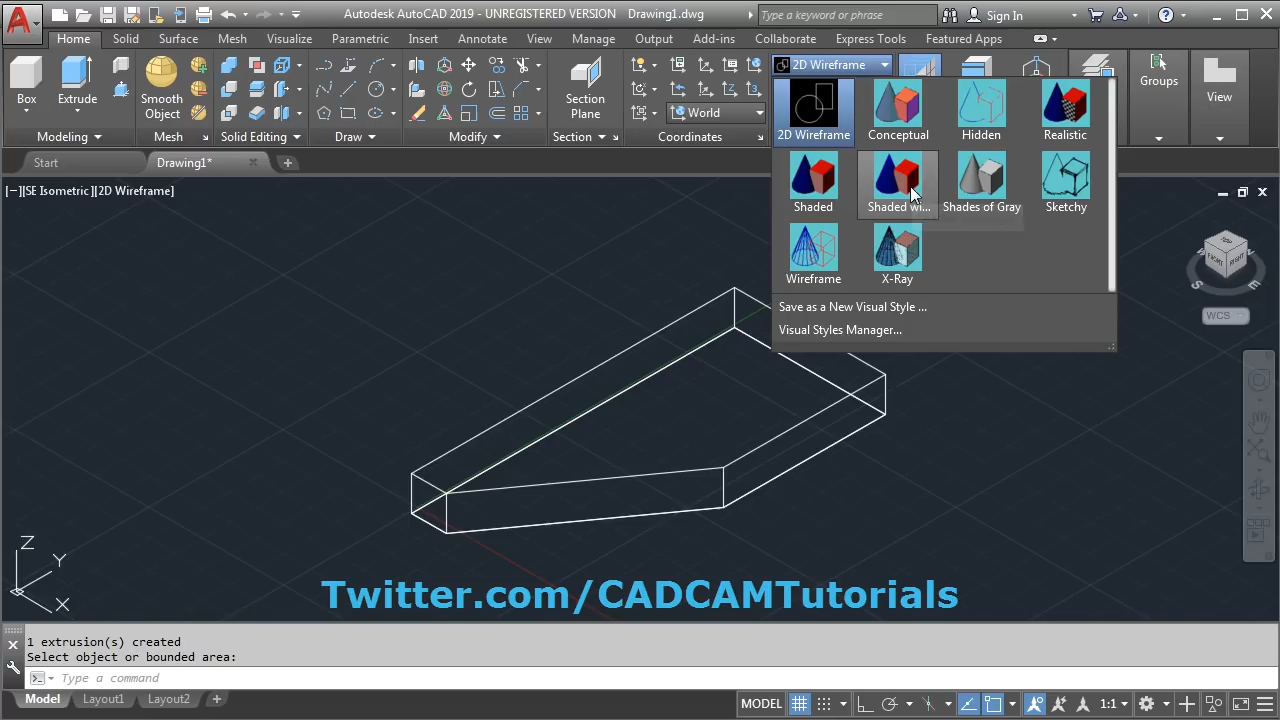 Autodesk AutoCAD 2019 - UNREGISTERED VERSION Drawing1.dwg
Type a keyword or phrase
Sign In
Home Solid Surface Mesh Visualize Parametric Insert Annotate View Manage Output Add-ins Collaborate Express Tools Featured Apps
Box
Extrude
Smooth
Object
Section
Plane
World
2D Wireframe
Groups
View
Modeling
Mesh
Solid Editing
Draw
Modify
Section
Coordinates
2D Wireframe Conceptual Hidden Realistic
Shaded Shaded wi... Shades of Gray Sketchy
Wireframe X-Ray
Save as a New Visual Style ...
Visual Styles Manager...
Start Drawing1*
[−][SE Isometric][2D Wireframe]
FRONT RIGHT
S E
WCS
Z
Y
X
Twitter.com/CADCAMTutorials
1 extrusion(s) created
Select object or bounded area:
Type a command
Model Layout1 Layout2 +
MODEL
1:1